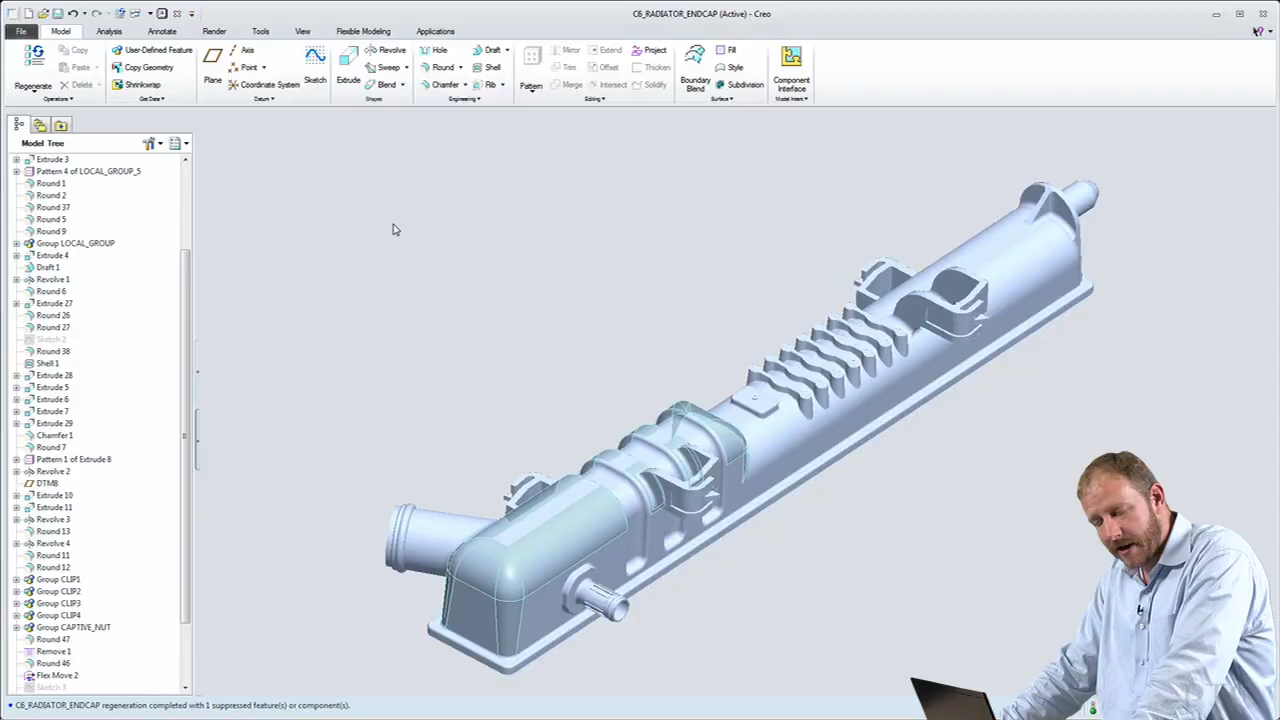 C6_RADIATOR_ENDCAP (Active) - Creo
File Model Analysis Annotate Render Tools View Flexible Modeling Applications
Regenerate
Copy
Paste
Delete
Operations
User-Defined Feature
Copy Geometry
Shrinkwrap
Get Data
Plane
Axis
Point
Coordinate System
Sketch
Datum
Extrude
Revolve
Sweep
Blend
Shapes
Hole
Round
Chamfer
Draft
Shell
Rib
Engineering
Pattern
Mirror
Trim
Merge
Extend
Offset
Intersect
Project
Thicken
Solidify
Editing
Boundary
Blend
Fill
Style
Subdivision
Surface
Component
Interface
Model Intent
Model Tree
Extrude 3
Pattern 4 of LOCAL_GROUP_5
Round 1
Round 2
Round 37
Round 5
Round 9
Group LOCAL_GROUP
Extrude 4
Draft 1
Revolve 1
Round 6
Extrude 27
Round 26
Round 27
Sketch 2
Round 38
Shell 1
Extrude 28
Extrude 5
Extrude 6
Extrude 7
Extrude 29
Chamfer 1
Round 7
Pattern 1 of Extrude 8
Revolve 2
DTM8
Extrude 10
Extrude 11
Revolve 3
Round 13
Revolve 4
Round 11
Round 12
Group CLIP1
Group CLIP2
Group CLIP3
Group CLIP4
Group CAPTIVE_NUT
Round 47
Remove 1
Round 46
Flex Move 2
Sketch 3
• C6_RADIATOR_ENDCAP regeneration completed with 1 suppressed feature(s) or component(s).